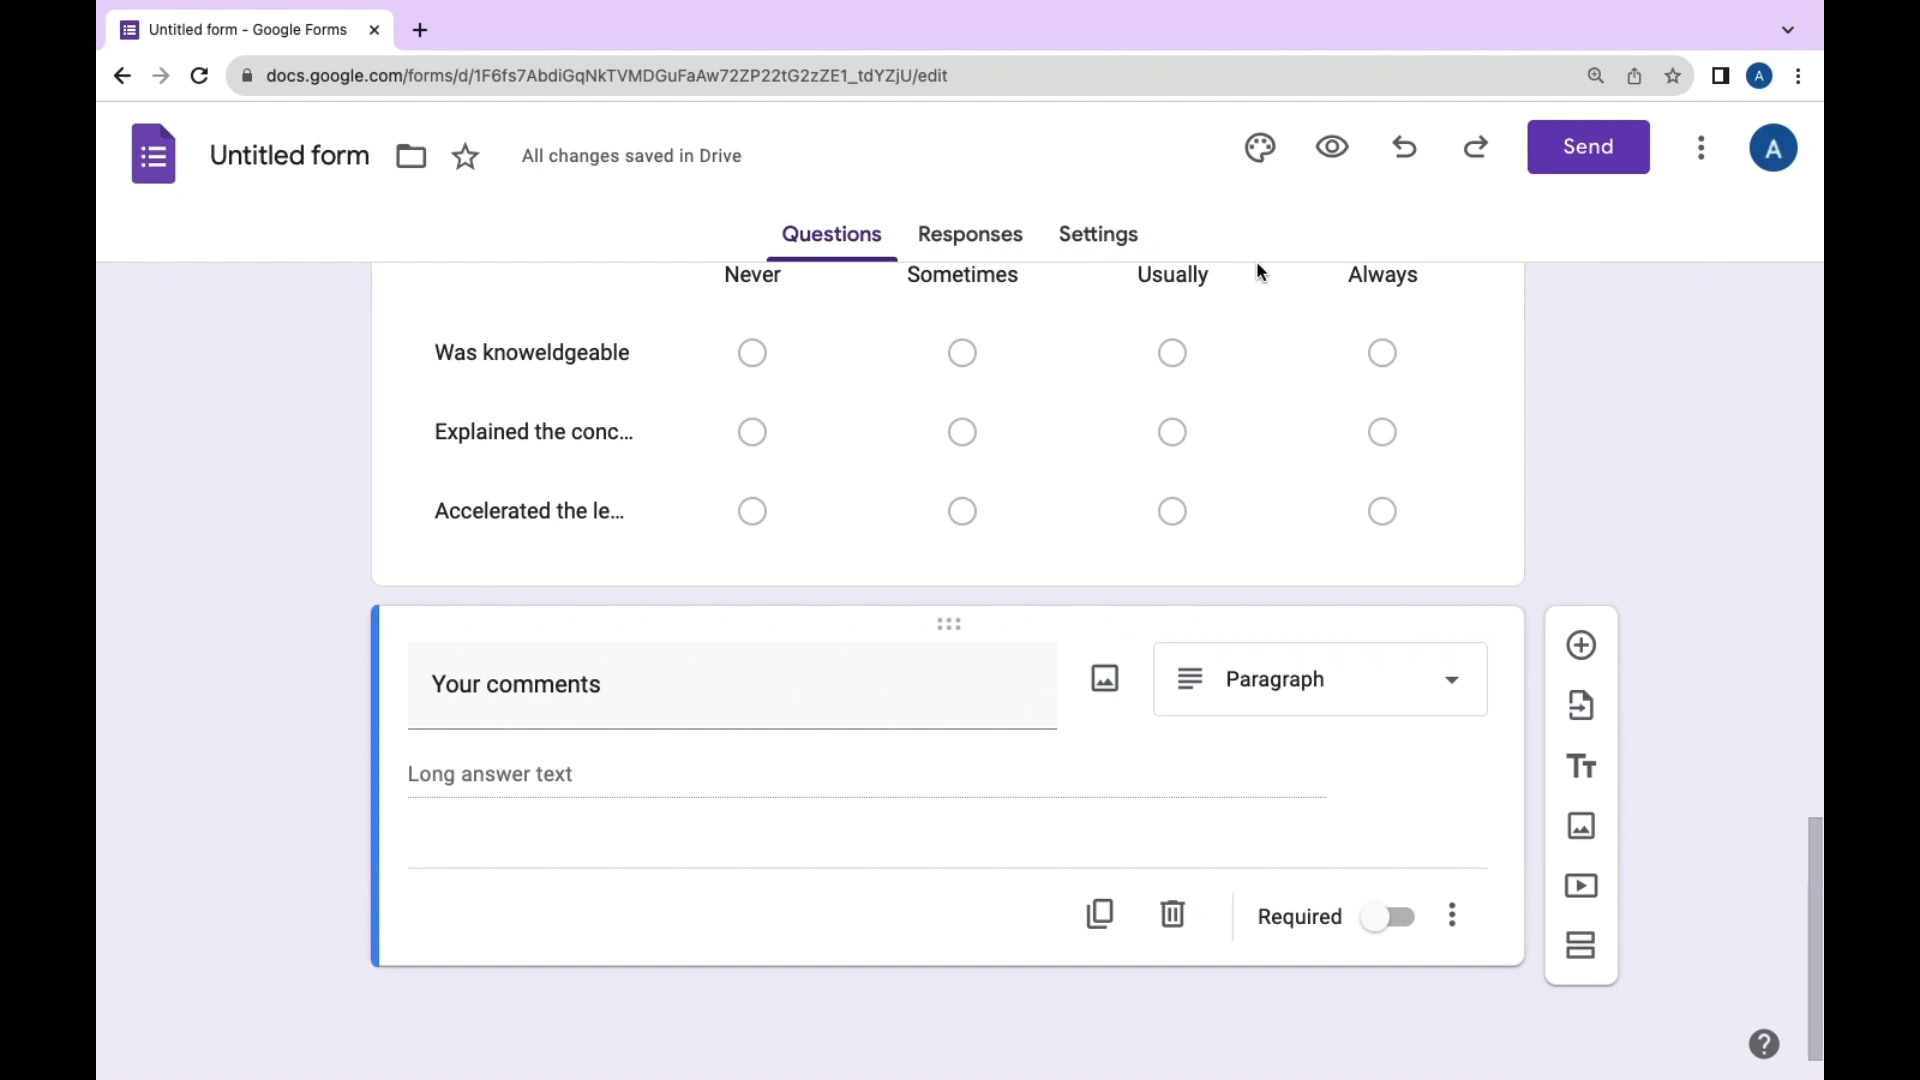 Untitled form - Google Forms
docs.google.com/forms/d/1F6fs7AbdiGqNkTVMDGuFaAw72ZP22tG2zZE1_tdYZjU/edit
A
Untitled form
All changes saved in Drive
Send
A
Questions Responses Settings
Never Sometimes Usually Always
Was knoweldgeable
Explained the conc...
Accelerated the le...
Your comments
Paragraph
Long answer text
Required
Tт
?